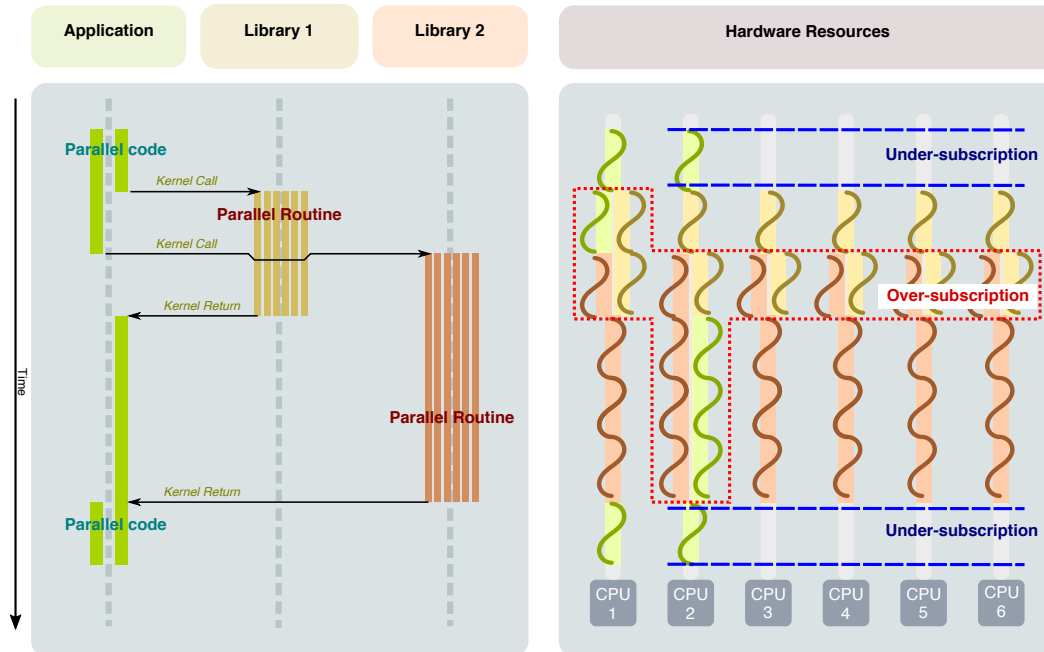 Application
Library 1
Library 2
Hardware Resources
Time
Parallel code
Kernel Call
Parallel Routine
Kernel Call
Kernel Return
Parallel Routine
Kernel Return
Parallel code
Under-subscription
Over-subscription
Under-subscription
CPU
1
CPU
2
CPU
3
CPU
4
CPU
5
CPU
6